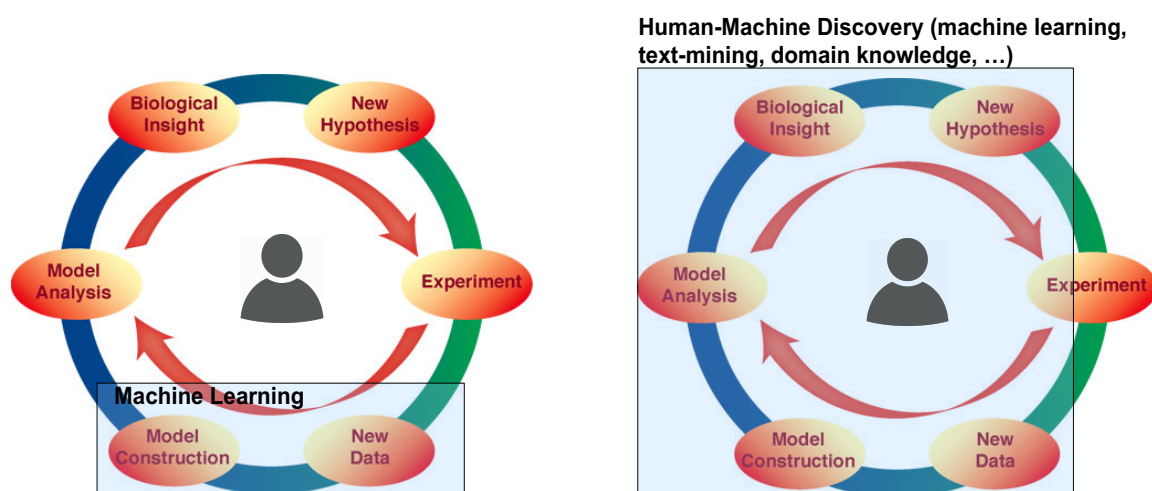 Biological
Insight
New
Hypothesis
Model
Analysis
Experiment
Machine Learning
Model
Construction
New
Data
Human-Machine Discovery (machine learning,
text-mining, domain knowledge, …)
Biological
Insight
New
Hypothesis
Model
Analysis
Experiment
Model
Construction
New
Data